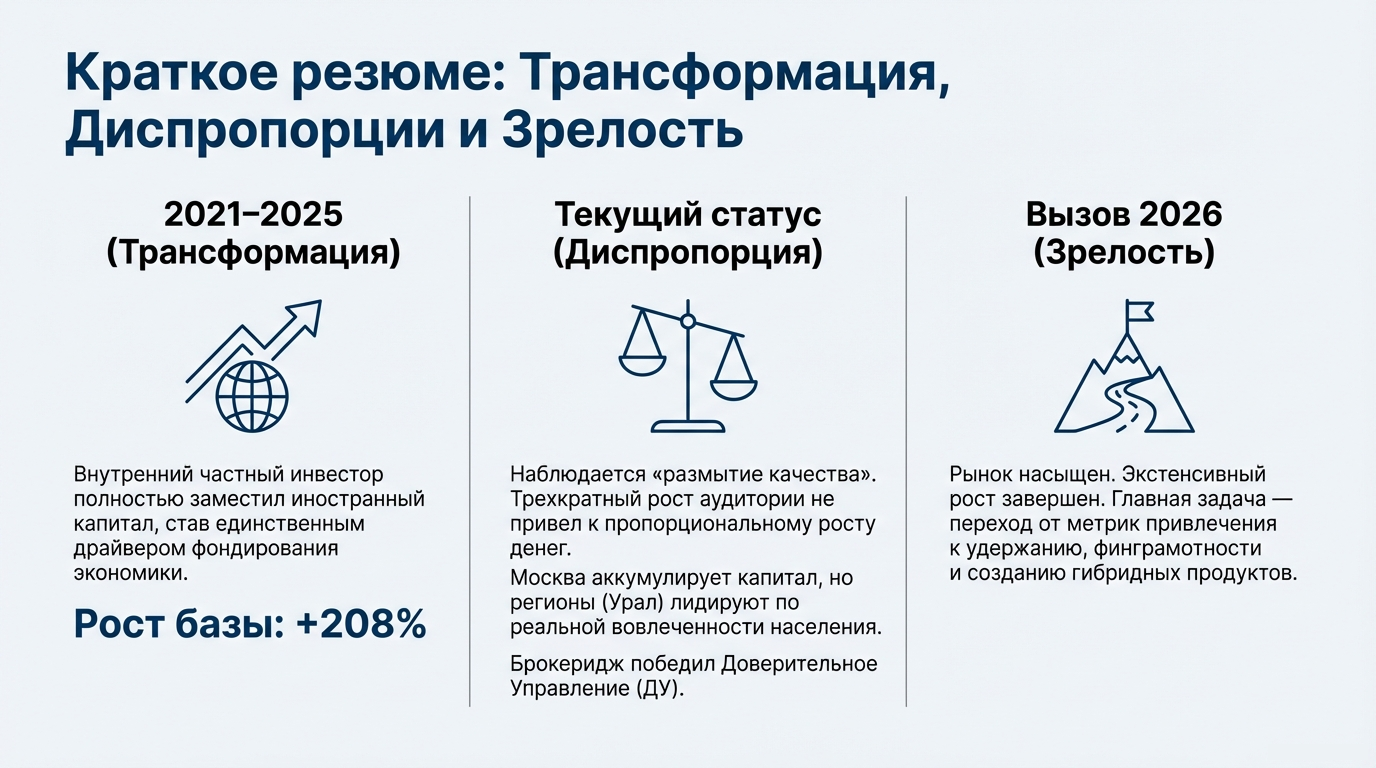 Краткое резюме: Трансформация,
Диспропорции и Зрелость
2021–2025
(Трансформация)
Внутренний частный инвестор
полностью заместил иностранный
капитал, став единственным
драйвером фондирования
экономики.
Рост базы: +208%
Текущий статус
(Диспропорция)
Наблюдается «размытие качества».
Трехкратный рост аудитории не
привел к пропорциональному росту
денег.
Москва аккумулирует капитал, но
регионы (Урал) лидируют по
реальной вовлеченности населения.
Брокеридж победил Доверительное
Управление (ДУ).
Вызов 2026
(Зрелость)
Рынок насыщен. Экстенсивный
рост завершен. Главная задача —
переход от метрик привлечения
к удержанию, финграмотности
и созданию гибридных продуктов.